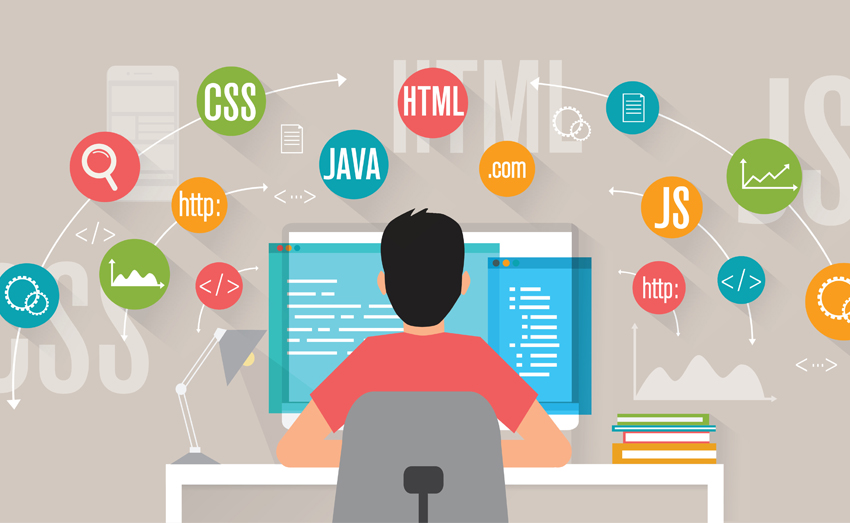 HTML
JS
CSS
CSS
HTML
JAVA
.com
http:
<...>
</>
JS
</>
http:
</>
<...>